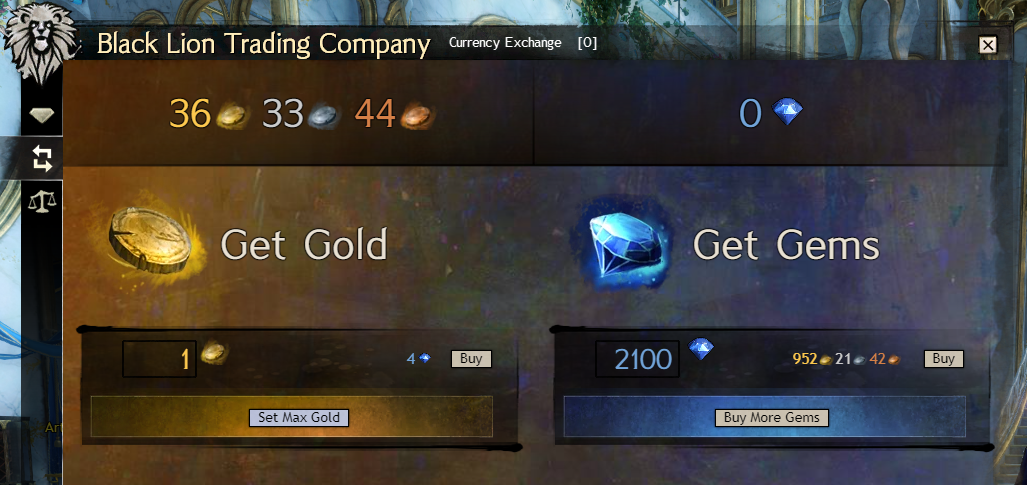 Black Lion Trading Company Currency Exchange [0]
36 33 44 0
Get Gold
Get Gems
1 4 Buy
2100 952 21 42 Buy
Set Max Gold
Buy More Gems